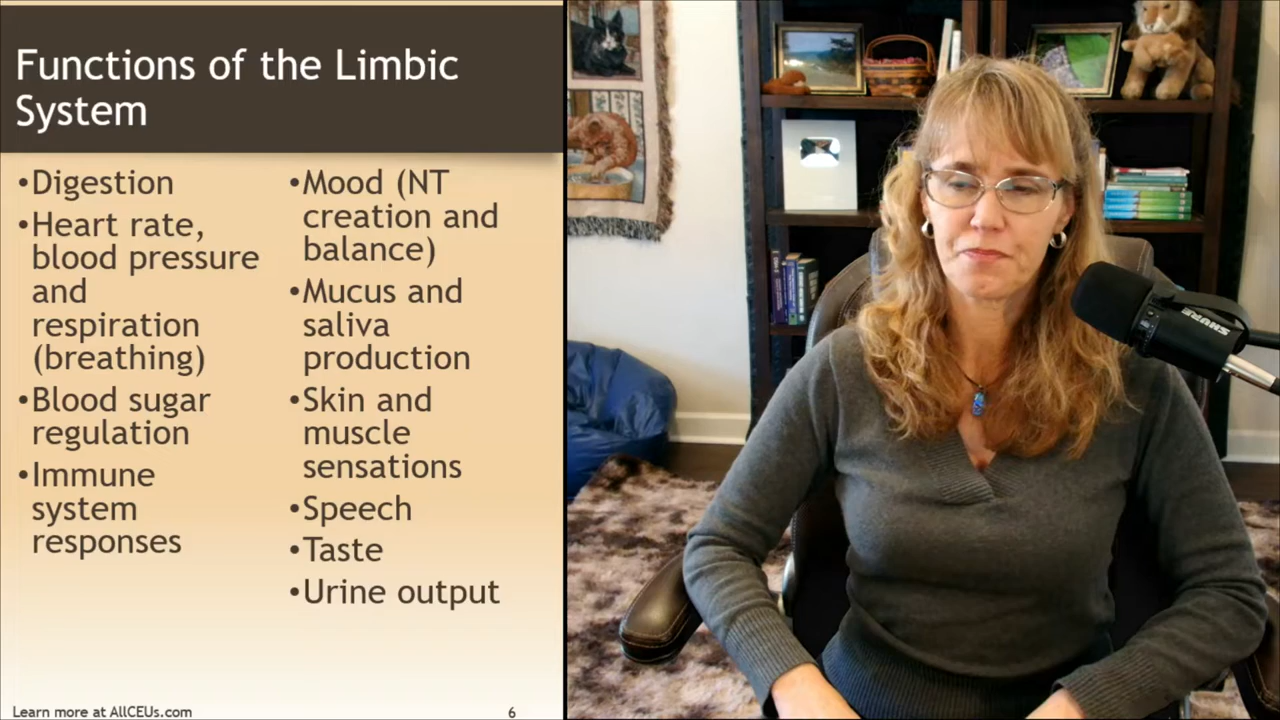 Functions of the Limbic
System
•Digestion
•Heart rate,
blood pressure
and
respiration
(breathing)
•Blood sugar
regulation
•Immune
system
responses
•Mood (NT
creation and
balance)
•Mucus and
saliva
production
•Skin and
muscle
sensations
•Speech
•Taste
•Urine output
Learn more at AllCEUs.com
6
SHURE